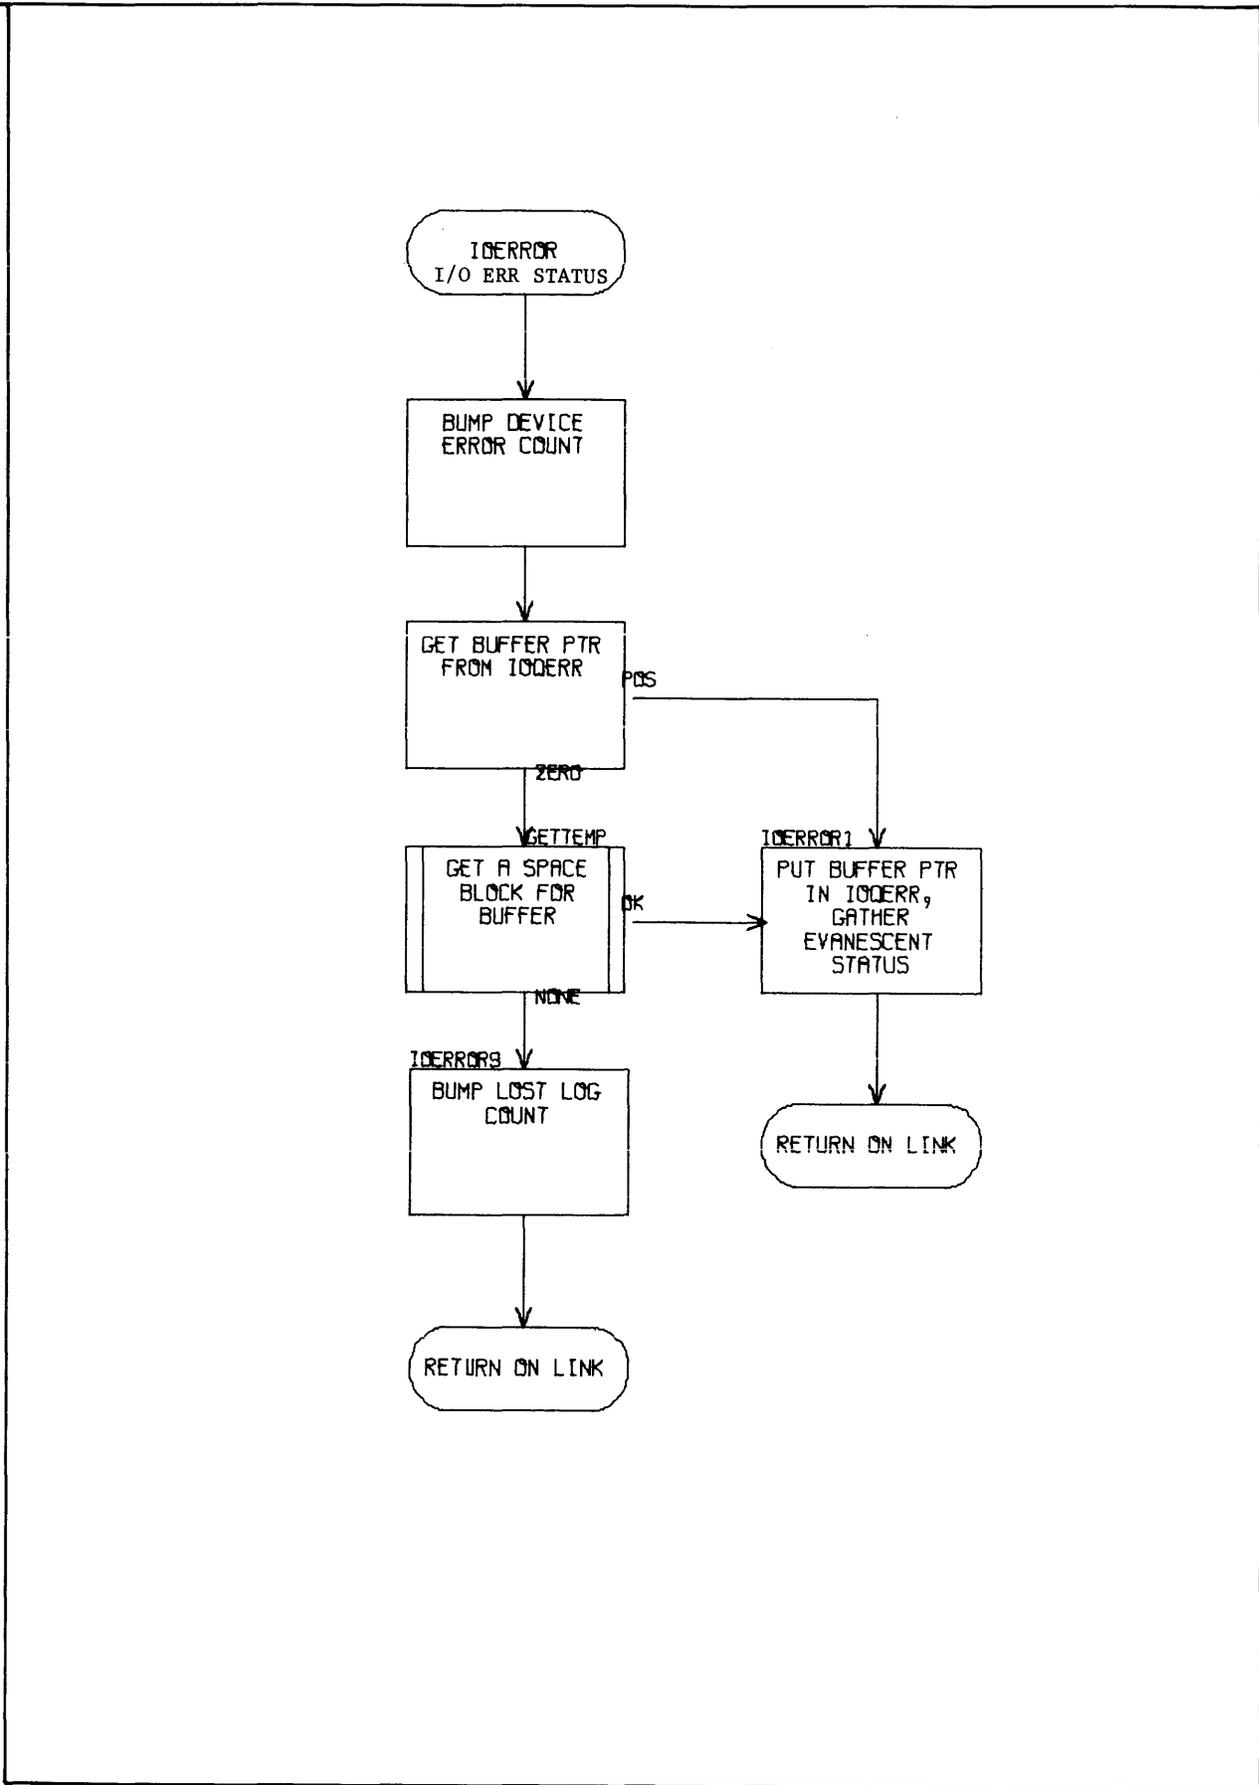 IOERROR
I/O ERR STATUS
BUMP DEVICE
ERROR COUNT
GET BUFFER PTR
FROM IOQERR
POS
ZERO
GETTEMP
GET A SPACE
BLOCK FOR
BUFFER
OK
NONE
IOERROR1
PUT BUFFER PTR
IN IOQERR,
GATHER
EVANESCENT
STATUS
RETURN ON LINK
IOERROR9
BUMP LOST LOG
COUNT
RETURN ON LINK